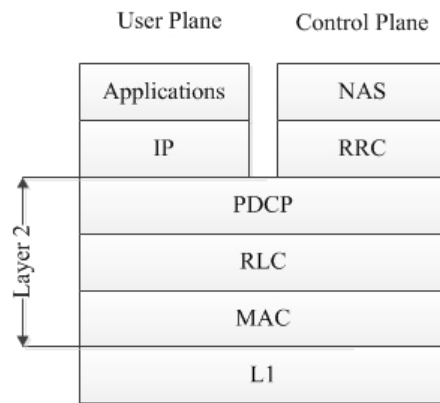 User Plane
Control Plane
Applications
NAS
IP
RRC
Layer 2
PDCP
RLC
MAC
L1